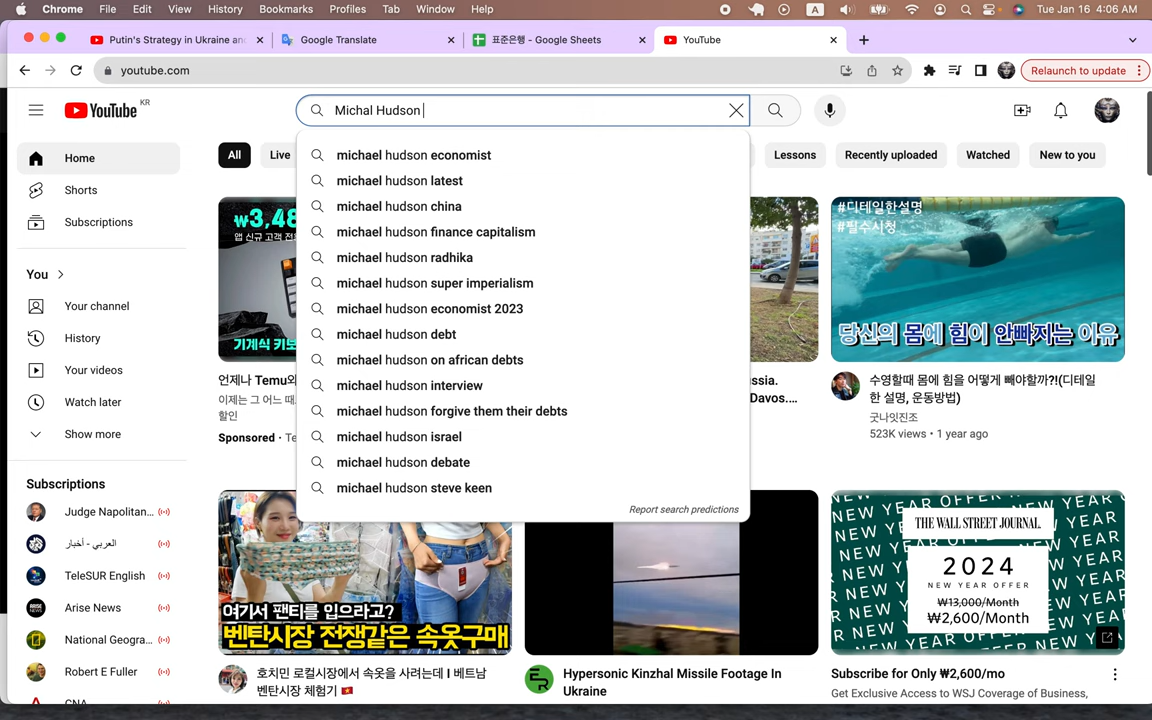 Chrome File Edit View History Bookmarks Profiles Tab Window Help A Tue Jan 16 4:06 AM
Putin's Strategy in Ukraine and
Google Translate
표준은행 - Google Sheets
YouTube
youtube.com
Relaunch to update
YouTube KR
Michal Hudson
All
Live
Lessons
Recently uploaded
Watched
New to you
michael hudson economist
michael hudson latest
michael hudson china
michael hudson finance capitalism
michael hudson radhika
michael hudson super imperialism
michael hudson economist 2023
michael hudson debt
michael hudson on african debts
michael hudson interview
michael hudson forgive them their debts
michael hudson israel
michael hudson debate
michael hudson steve keen
Report search predictions
Home
Shorts
Subscriptions
You
Your channel
History
Your videos
Watch later
Show more
Subscriptions
Judge Napolitan...
العربي - أخبار
TeleSUR English
Arise News
National Geogra...
Robert E Fuller
CNA
₩3,48
앱 신규 고객 전
기계식 키보
언제나 Temu와
이제는 그 어느 때
할인
Sponsored · Te
ssia.
Davos....
#디테일한설명
#필수시청
당신의 몸에 힘이 안빠지는 이유
수영할때 몸에 힘을 어떻게 빼야할까?!(디테일
한 설명, 운동방법)
굿나잇진조
523K views · 1 year ago
여기서 팬티를 입으라고?
벤탄시장 전쟁같은 속옷구매
호치민 로컬시장에서 속옷을 사려는데 I 베트남
벤탄시장 체험기 🇻🇳
Hypersonic Kinzhal Missile Footage In
Ukraine
NEW YEAR OFFER
THE WALL STREET JOURNAL.
2024
NEW YEAR OFFER
₩13,000/Month
₩2,600/Month
Subscribe for Only ₩2,600/mo
Get Exclusive Access to WSJ Coverage of Business,